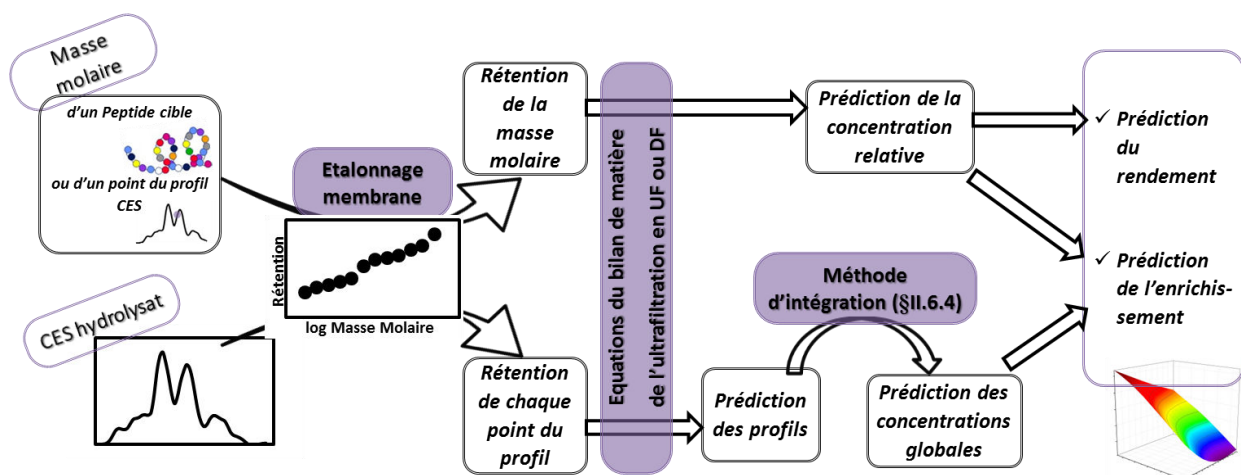 Masse
molaire
d'un Peptide cible
ou d'un point du profil
CES
CES hydrolysat
Etalonnage
membrane
Rétention
log Masse Molaire
Rétention
de la
masse
molaire
Rétention
de chaque
point du
profil
Equations du bilan de matière
de l'ultrafiltration en UF ou DF
Prédiction de la
concentration
relative
Méthode
d'intégration (§II.6.4)
Prédiction
des profils
Prédiction des
concentrations
globales
✓ Prédiction
du
rendement
✓ Prédiction
de l'enrichis-
sement